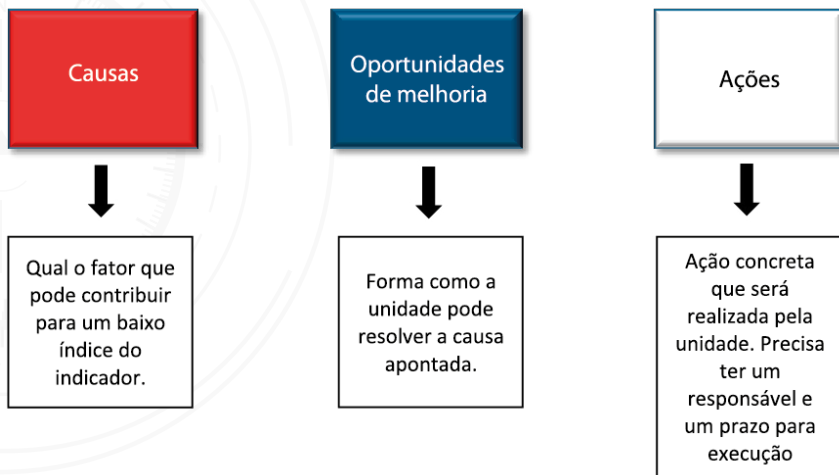 Causas
Oportunidades
de melhoria
Ações
Qual o fator que
pode contribuir
para um baixo
índice do
indicador.
Forma como a
unidade pode
resolver a causa
apontada.
Ação concreta
que será
realizada pela
unidade. Precisa
ter um
responsável e
um prazo para
execução